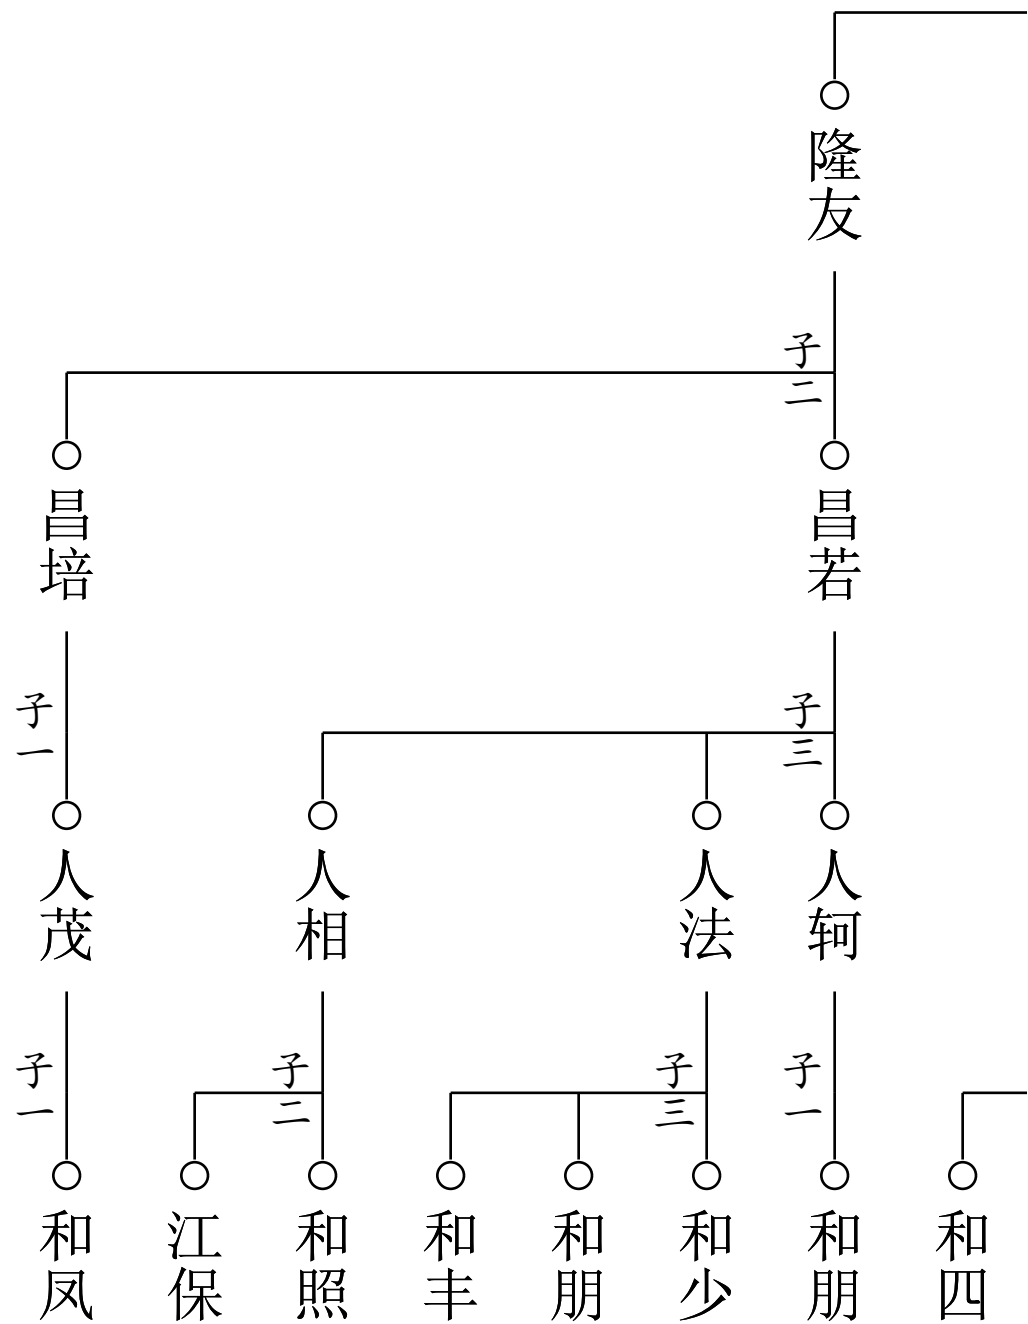 隆友
子二
昌若
昌培
子三
子一
人轲
人法
人相
人茂
子一
子三
子二
子一
和四
和朋
和少
和朋
和丰
和照
江保
和凤